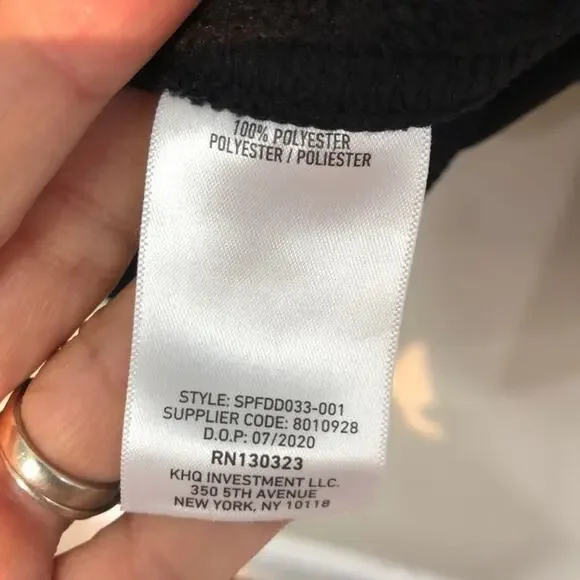 100% POLYESTER
POLYESTER / POLIESTER
STYLE: SPFDD033-001
SUPPLIER CODE: 8010928
D.O.P: 07/2020
RN130323
KHQ INVESTMENT LLC.
350 5TH AVENUE
NEW YORK, NY 10118